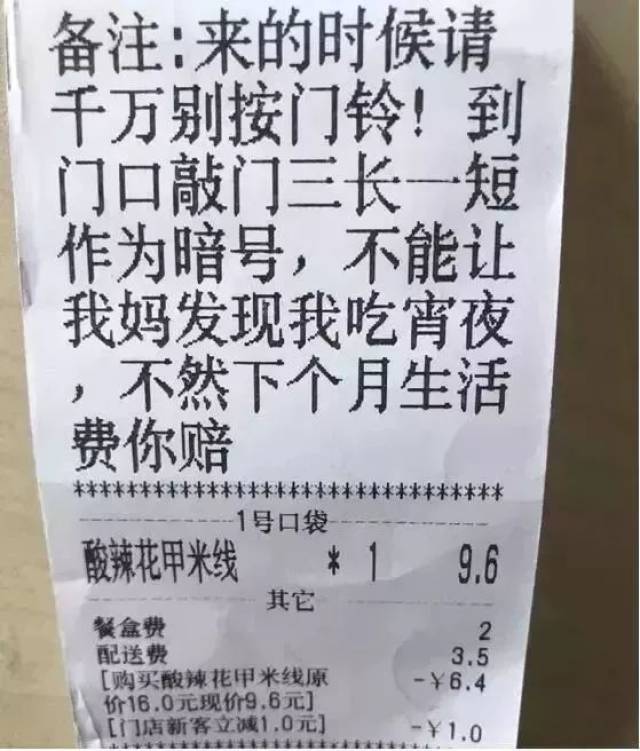 备注:来的时候请
千万别按门铃! 到
门口敲门三长一短
作为暗号，不能让
我妈发现我吃宵夜
，不然下个月生活
费你赔
********************************
1号口袋
酸辣花甲米线 * 1 9.6
其它
餐盒费 2
配送费 3.5
[购买酸辣花甲米线原 -￥6.4
价16.0元现价9.6元]
[门店新客立减1.0元] -￥1.0
********************************